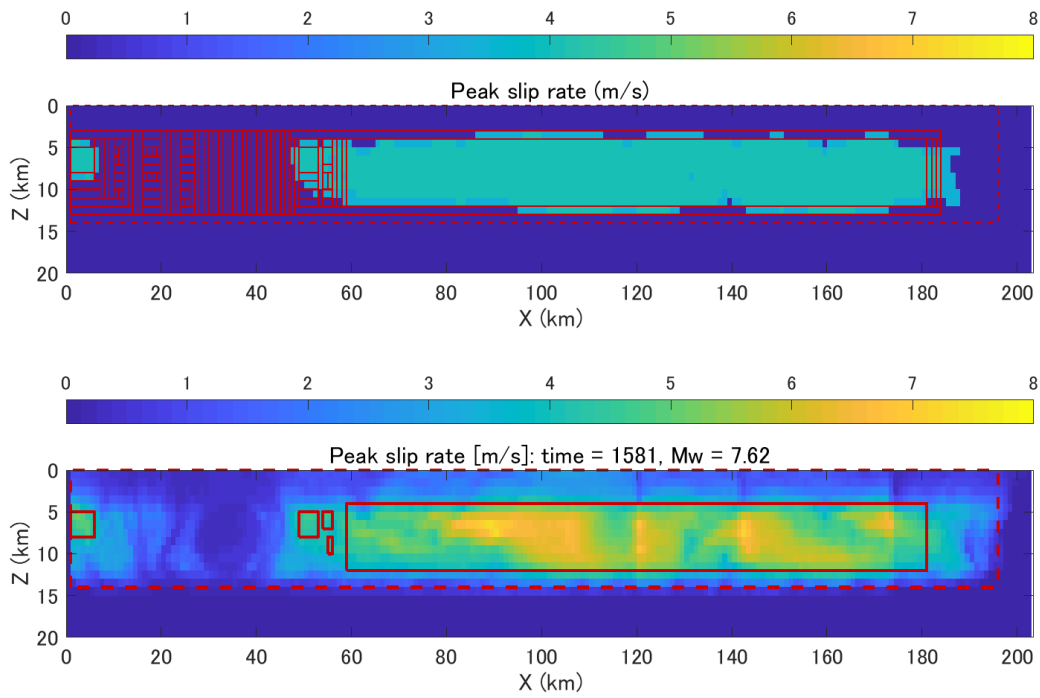 0 1 2 3 4 5 6 7 8
Peak slip rate (m/s)
0
5
10
15
20
Z (km)
0 20 40 60 80 100 120 140 160 180 200
X (km)
0 1 2 3 4 5 6 7 8
Peak slip rate [m/s]: time = 1581, Mw = 7.62
0
5
10
15
20
Z (km)
0 20 40 60 80 100 120 140 160 180 200
X (km)